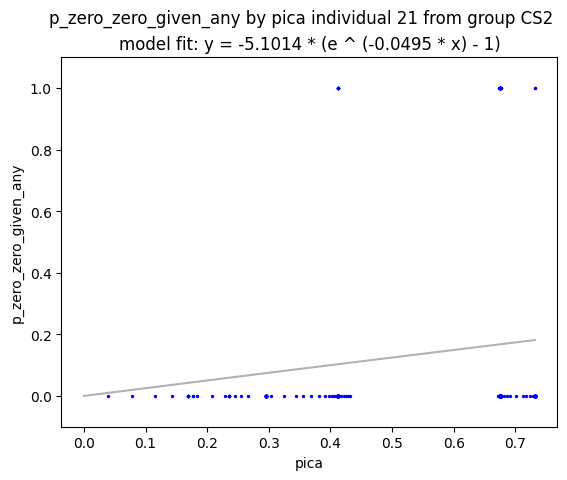 p_zero_zero_given_any by pica individual 21 from group CS2
model fit: y = -5.1014 * (e ^ (-0.0495 * x) - 1)
1.0
0.8
0.6
0.4
0.2
0.0
p_zero_zero_given_any
0.0 0.1 0.2 0.3 0.4 0.5 0.6 0.7
pica